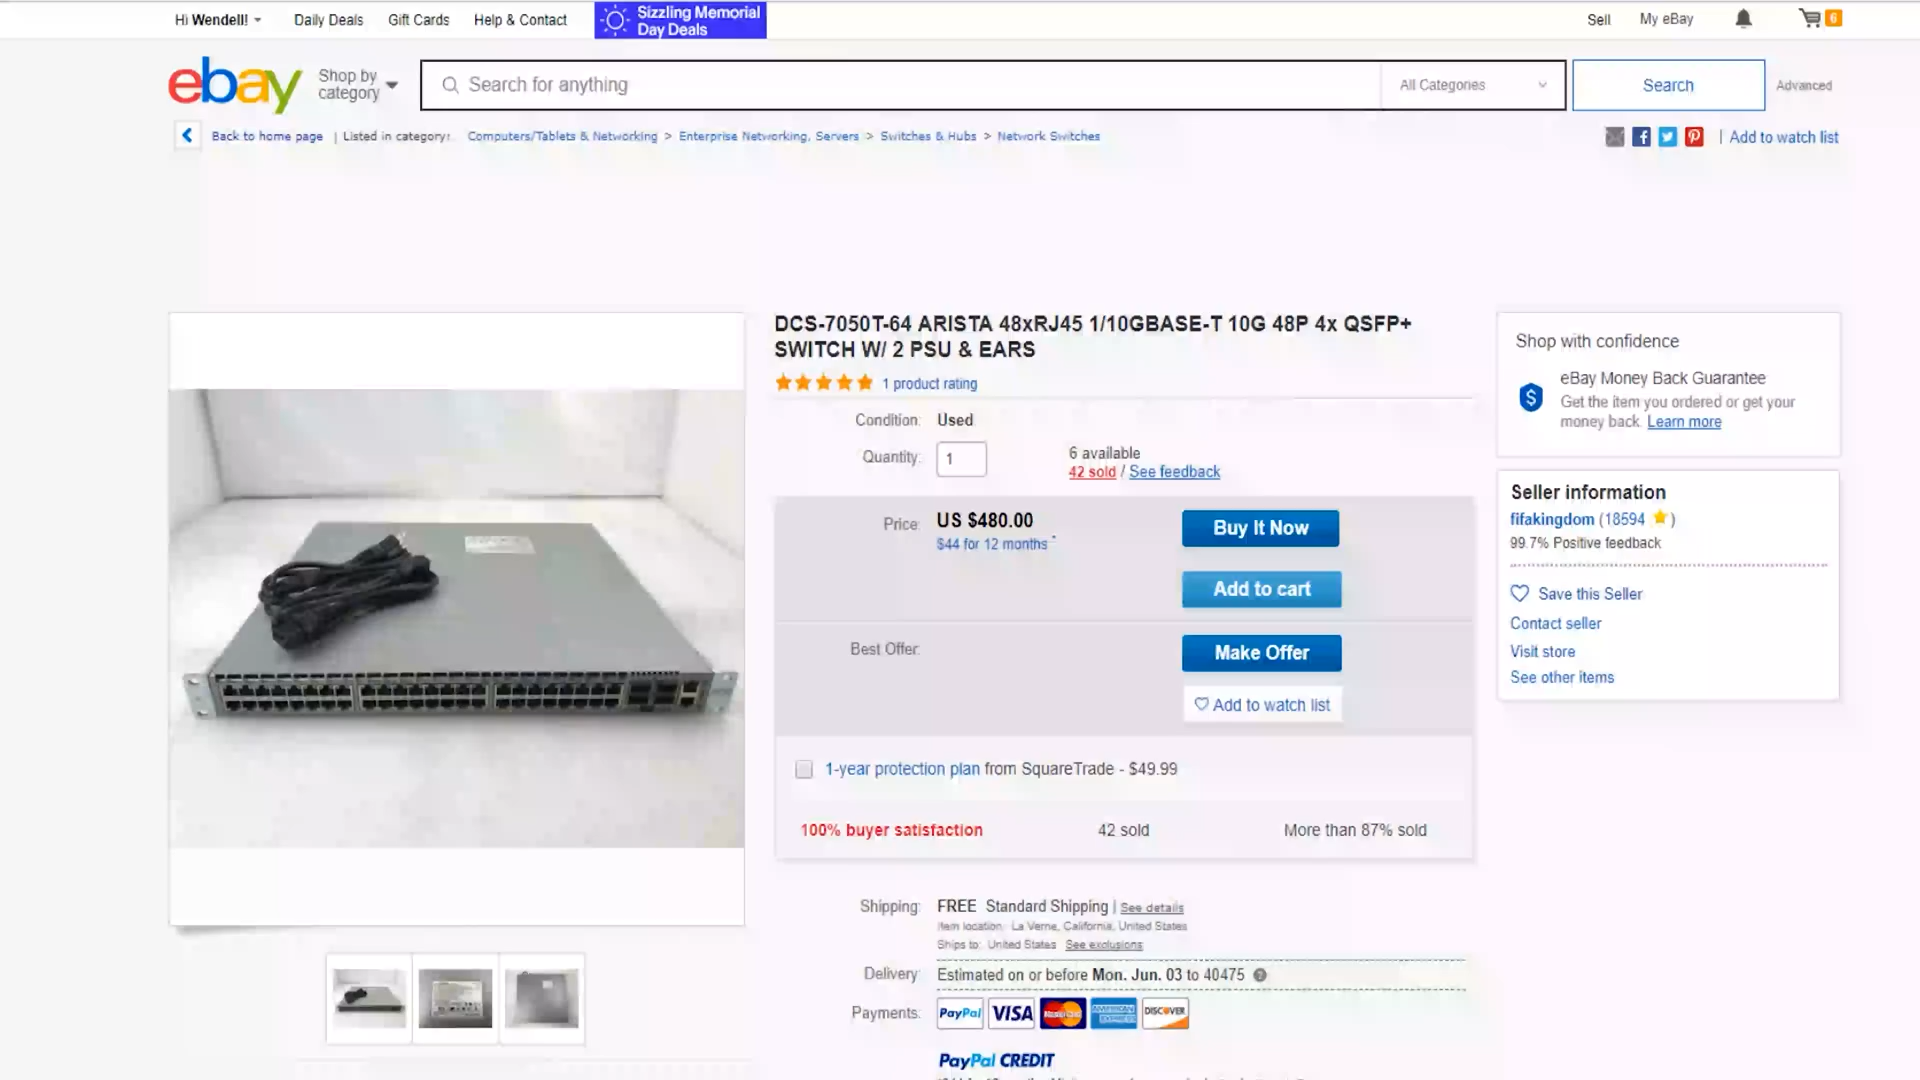 Hi Wendell!
Daily Deals
Gift Cards
Help & Contact
Sizzling Memorial
Day Deals
Sell
My eBay
6
ebay
Shop by
category
Search for anything
All Categories
Search
Advanced
Back to home page | Listed in category:
Computers/Tablets & Networking > Enterprise Networking, Servers > Switches & Hubs > Network Switches
| Add to watch list
DCS-7050T-64 ARISTA 48xRJ45 1/10GBASE-T 10G 48P 4x QSFP+
SWITCH W/ 2 PSU & EARS
1 product rating
Condition: Used
Quantity: 1
6 available
42 sold / See feedback
Price: US $480.00
$44 for 12 months *
Buy It Now
Add to cart
Best Offer:
Make Offer
Add to watch list
1-year protection plan from SquareTrade - $49.99
100% buyer satisfaction
42 sold
More than 87% sold
Shipping: FREE Standard Shipping | See details
Item location: La Verne, California, United States
Ships to: United States See exclusions
Delivery: Estimated on or before Mon. Jun. 03 to 40475
Payments: PayPal VISA MasterCard AMERICAN EXPRESS DISCOVER
PayPal CREDIT
Shop with confidence
eBay Money Back Guarantee
Get the item you ordered or get your
money back. Learn more
Seller information
fifakingdom (18594)
99.7% Positive feedback
Save this Seller
Contact seller
Visit store
See other items